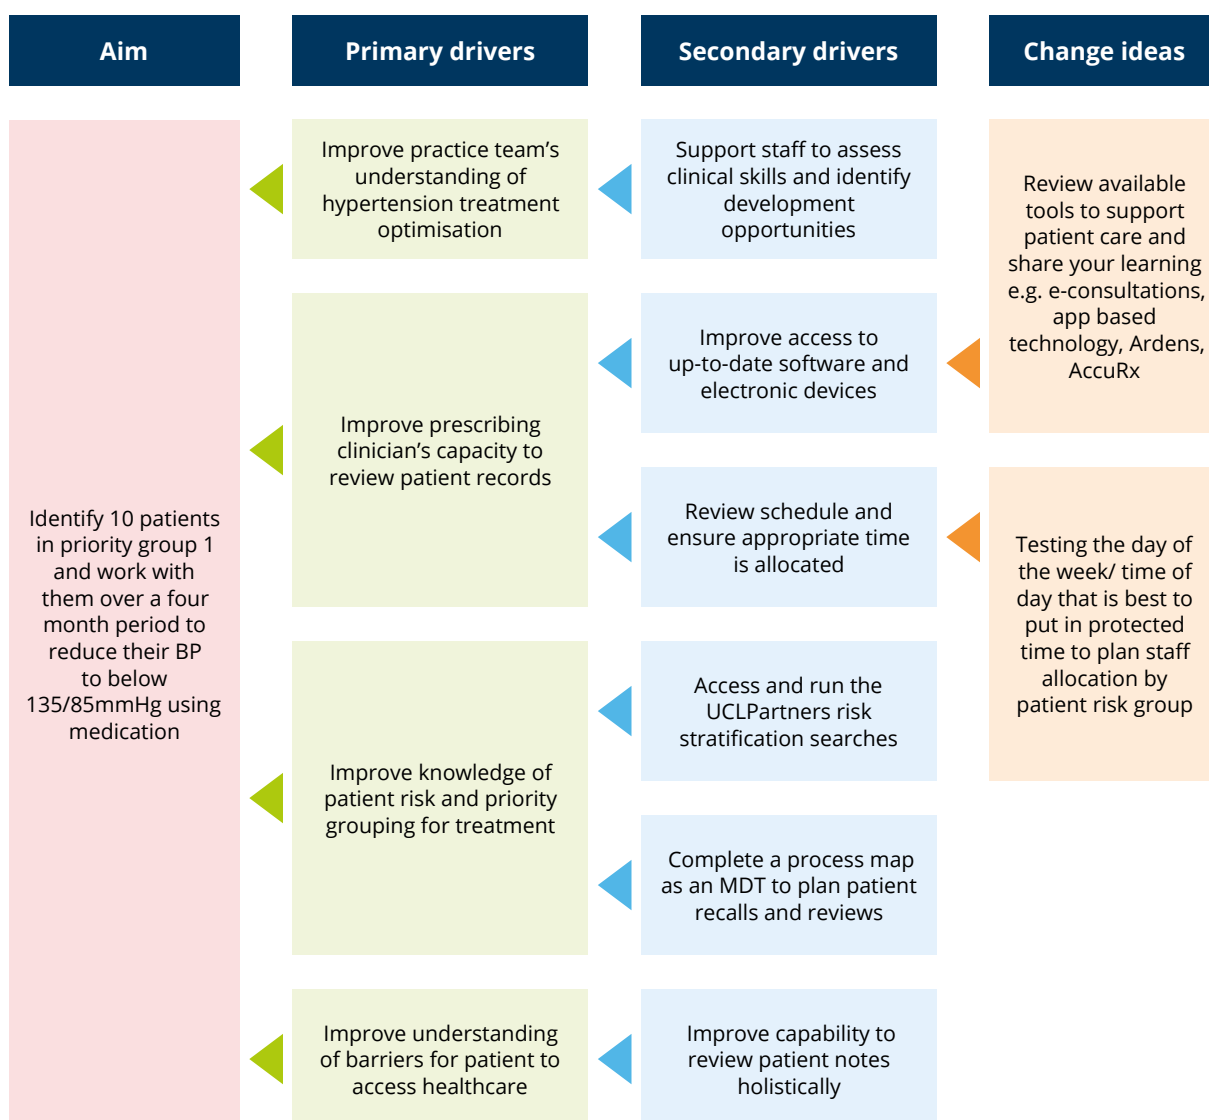 Aim
Primary drivers
Secondary drivers
Change ideas
Identify 10 patients
in priority group 1
and work with
them over a four
month period to
reduce their BP
to below
135/85mmHg using
medication
Improve practice team’s
understanding of
hypertension treatment
optimisation
Improve prescribing
clinician’s capacity to
review patient records
Improve knowledge of
patient risk and priority
grouping for treatment
Improve understanding
of barriers for patient to
access healthcare
Support staff to assess
clinical skills and identify
development
opportunities
Improve access to
up-to-date software and
electronic devices
Review schedule and
ensure appropriate time
is allocated
Access and run the
UCLPartners risk
stratification searches
Complete a process map
as an MDT to plan patient
recalls and reviews
Improve capability to
review patient notes
holistically
Review available
tools to support
patient care and
share your learning
e.g. e-consultations,
app based
technology, Ardens,
AccuRx
Testing the day of
the week/ time of
day that is best to
put in protected
time to plan staff
allocation by
patient risk group